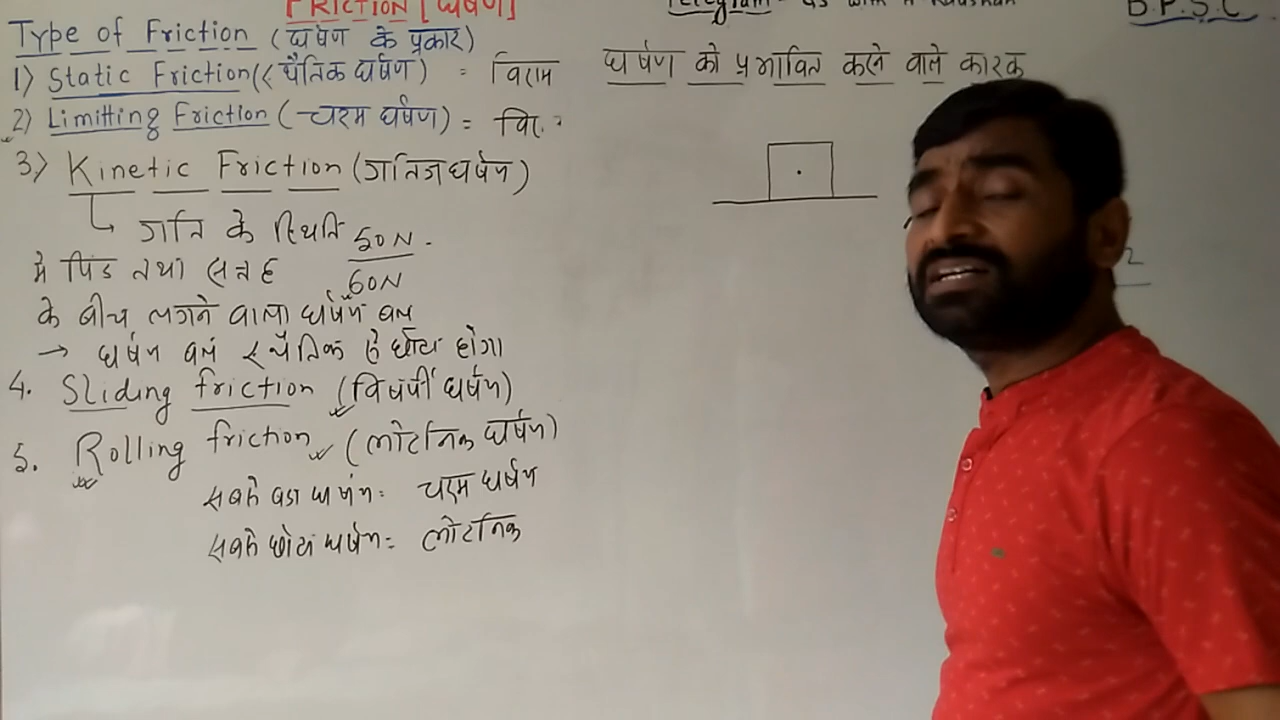 FRICTION [घर्षण]
B.P.S.C
Type of Friction (घर्षण के प्रकार)
1) Static Friction (स्थैतिक घर्षण) = विराम
2) Limitting Friction (चरम घर्षण) =
3) Kinetic Friction (गतिज घर्षण)
गति के स्थिति
50N
60N
मे पिंड तथा सतह
के बीच लगने वाला घर्षण बल
→ घर्षण बल स्थैतिक से छोटा होगा
4. Sliding friction (विसर्पी घर्षण)
5. Rolling friction (लोटनिक घर्षण)
सबसे बडा घर्षण = चरम घर्षण
सबसे छोटा घर्षण = लोटनिक
घर्षण को प्रभावित करने वाले कारक